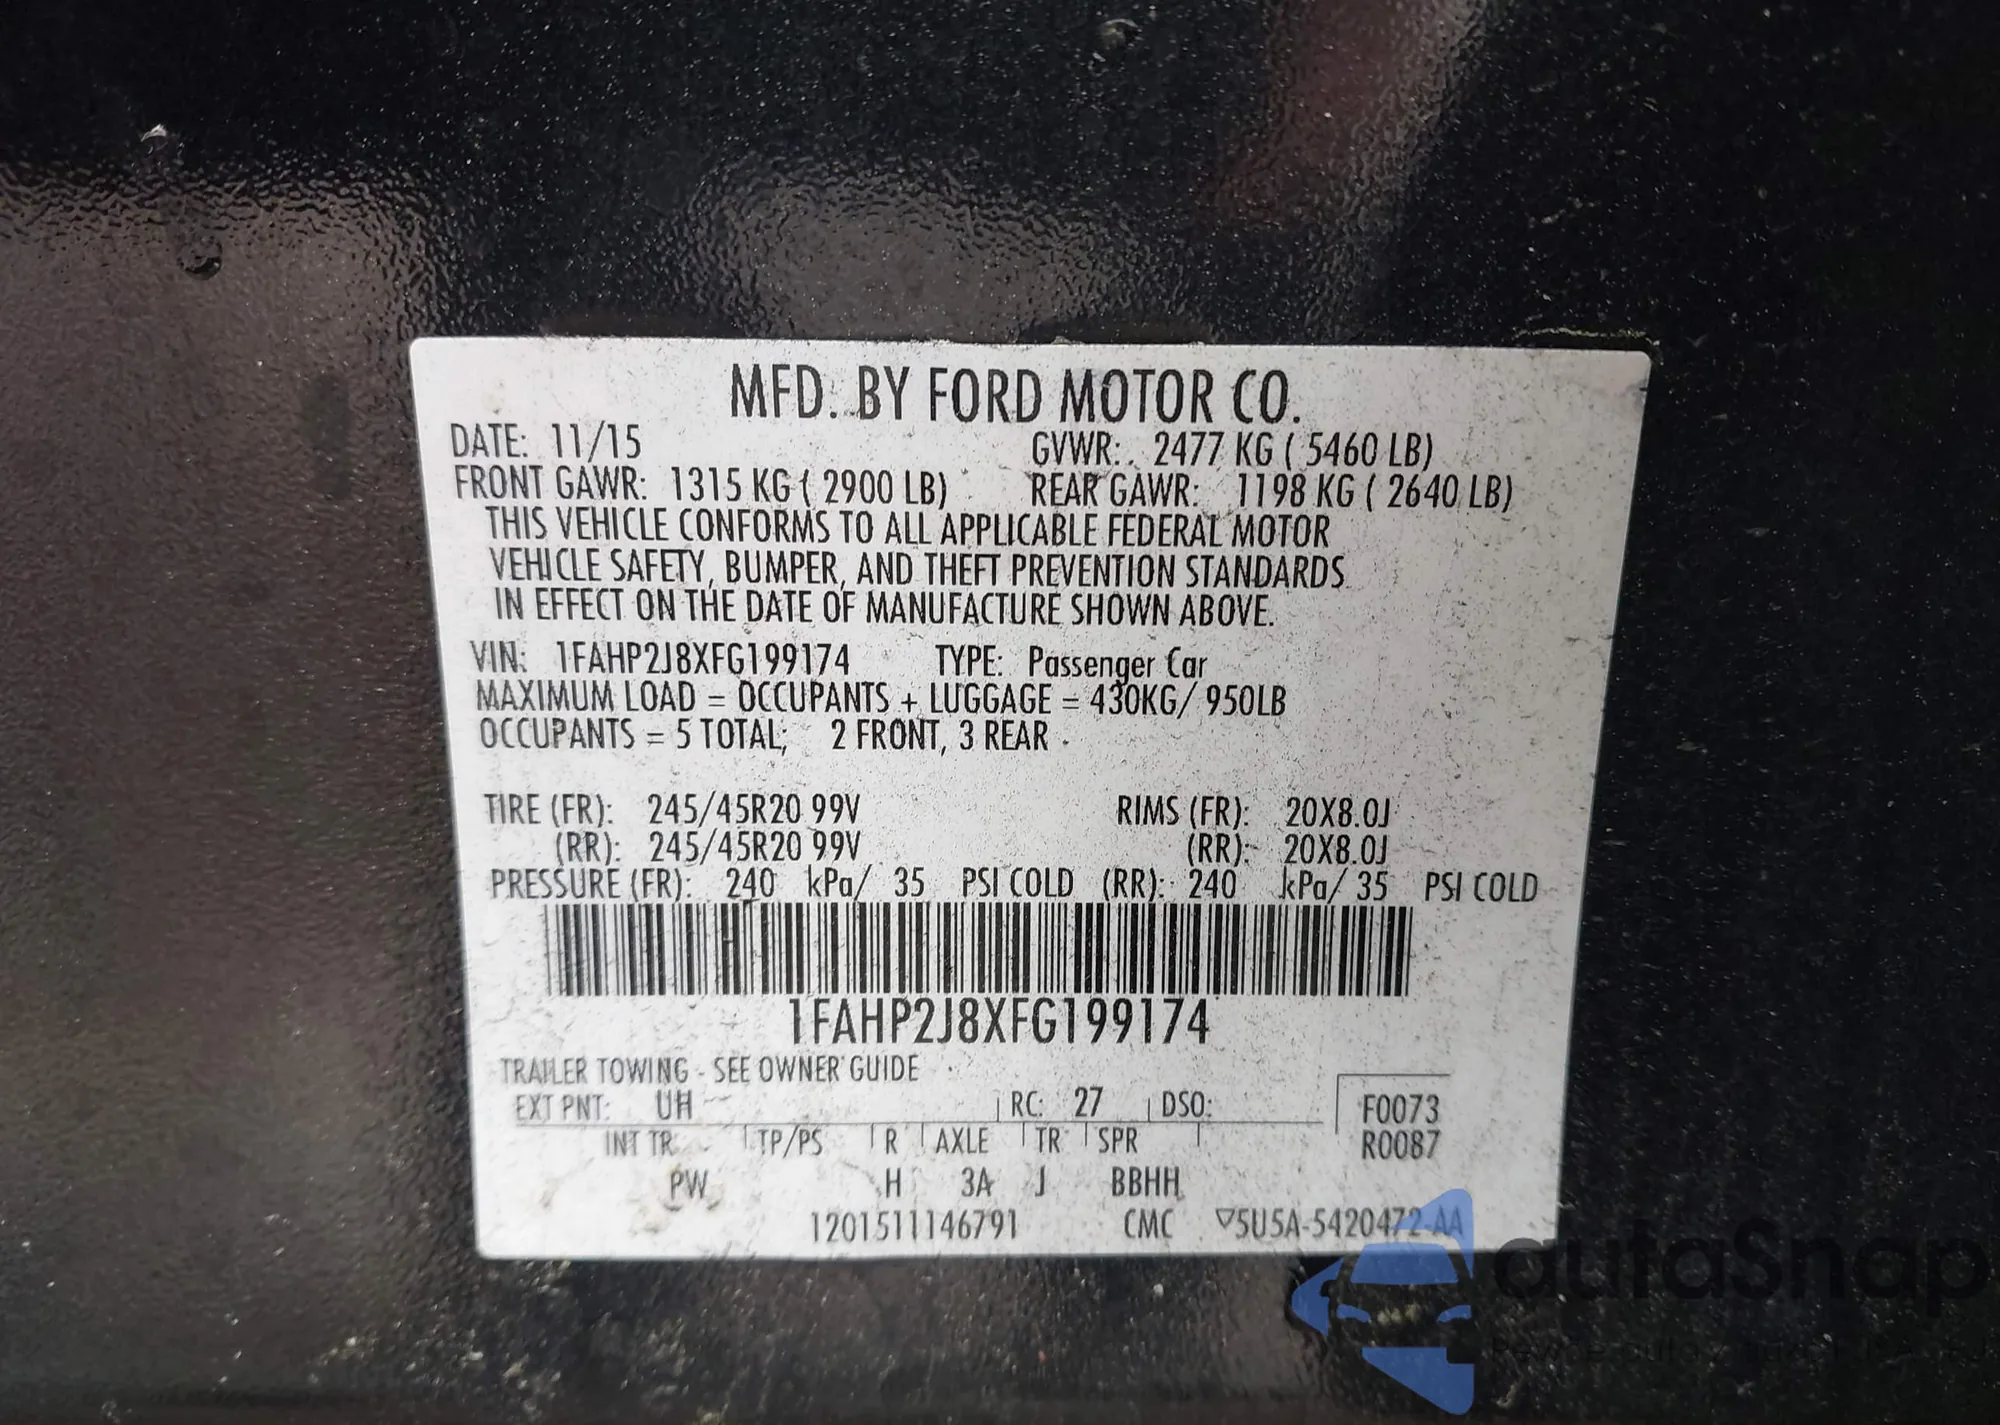 MFD. BY FORD MOTOR CO.
DATE: 11/15 GVWR: 2477 KG ( 5460 LB)
FRONT GAWR: 1315 KG ( 2900 LB) REAR GAWR: 1198 KG ( 2640 LB)
THIS VEHICLE CONFORMS TO ALL APPLICABLE FEDERAL MOTOR
VEHICLE SAFETY, BUMPER, AND THEFT PREVENTION STANDARDS
IN EFFECT ON THE DATE OF MANUFACTURE SHOWN ABOVE.
VIN: 1FAHP2J8XFG199174 TYPE: Passenger Car
MAXIMUM LOAD = OCCUPANTS + LUGGAGE = 430KG/ 950LB
OCCUPANTS = 5 TOTAL; 2 FRONT, 3 REAR
TIRE (FR): 245/45R20 99V RIMS (FR): 20X8.0J
(RR): 245/45R20 99V (RR): 20X8.0J
PRESSURE (FR): 240 kPa/ 35 PSI COLD (RR): 240 kPa/ 35 PSI COLD
1FAHP2J8XFG199174
TRAILER TOWING - SEE OWNER GUIDE
EXT PNT: UH RC: 27 DSO: F0073
INT TR TP/PS R AXLE TR SPR R0087
PW H 3A J BBHH
1201511146791 CMC ▽5U5A-5420472-AA
autaSnap